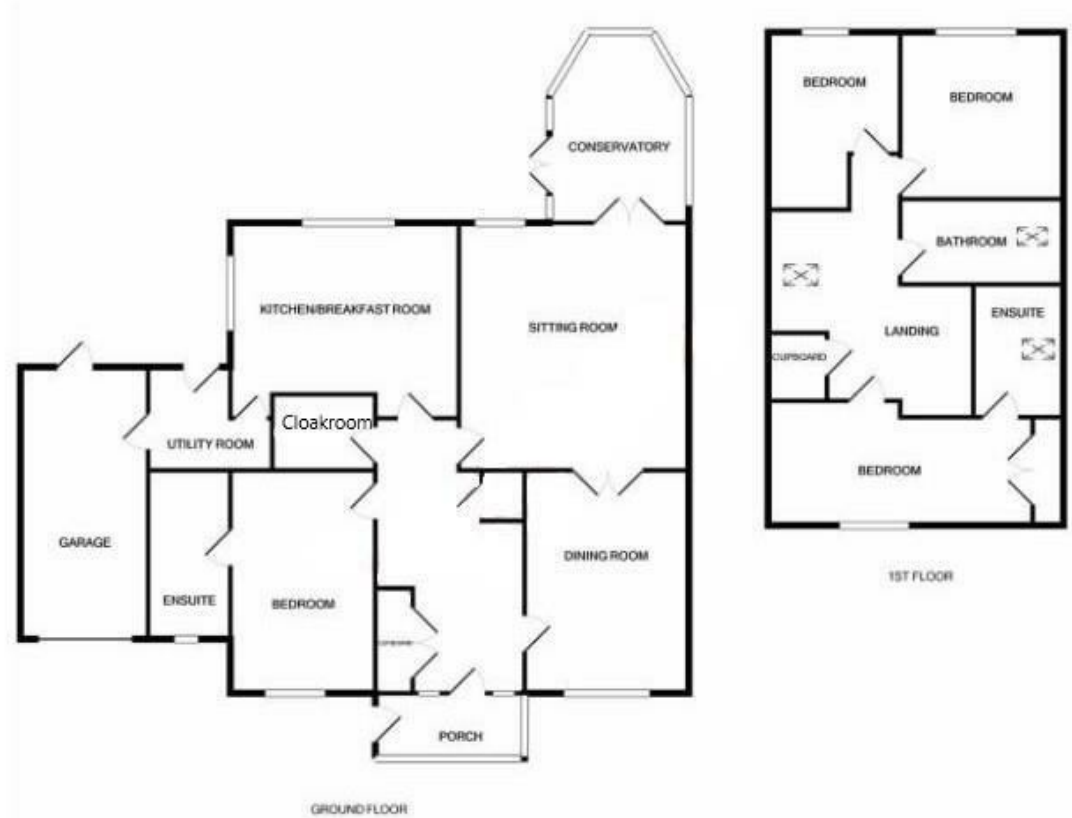 BEDROOM
BEDROOM
CONSERVATORY
BATHROOM
KITCHEN/BREAKFAST ROOM
SITTING ROOM
ENSUITE
LANDING
CUPBOARD
Cloakroom
UTILITY ROOM
BEDROOM
GARAGE
DINING ROOM
1ST FLOOR
ENSUITE
BEDROOM
PORCH
GROUND FLOOR